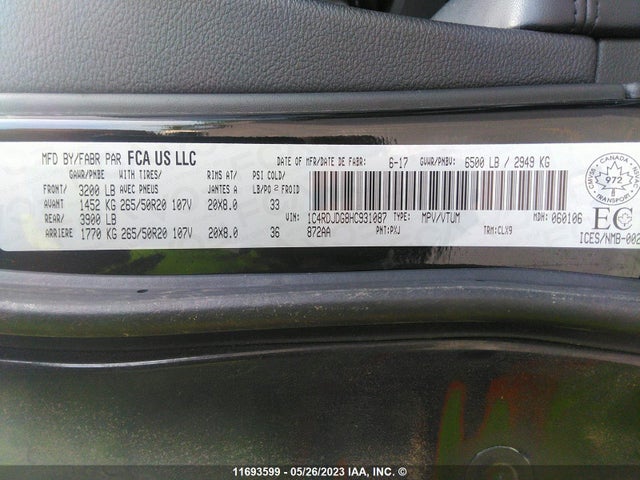 MFD BY/FABR PAR FCA US LLC DATE OF MFR/DATE DE FABR: 6-17 GVWR/PNBV: 6500 LB / 2949 KG
GAWR/PNBE WITH TIRES/ RIMS AT/ PSI COLD/
FRONT/ 3200 LB AVEC PNEUS JANTES A LB/PO² FROID
AVANT 1452 KG 265/50R20 107V 20X8.0 33 VIN: 1C4RDJDG8HC931087 TYPE: MPV/VTUM MDH: 060106
REAR/ 3900 LB
ARRIERE 1770 KG 265/50R20 107V 20X8.0 36 872AA PNT:PXJ TRM:CLX9
CANADA
972
TRANSPORT
EC
ICES/NMB-002
11693599 - 05/26/2023 IAA, INC. ©